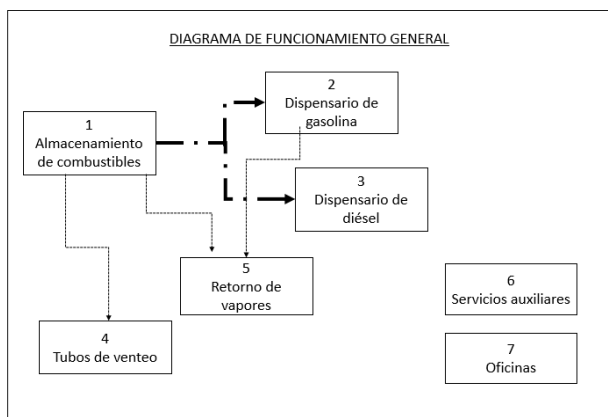 DIAGRAMA DE FUNCIONAMIENTO GENERAL
1
Almacenamiento
de combustibles
2
Dispensario de
gasolina
3
Dispensario de
diésel
5
Retorno de
vapores
4
Tubos de venteo
6
Servicios auxiliares
7
Oficinas